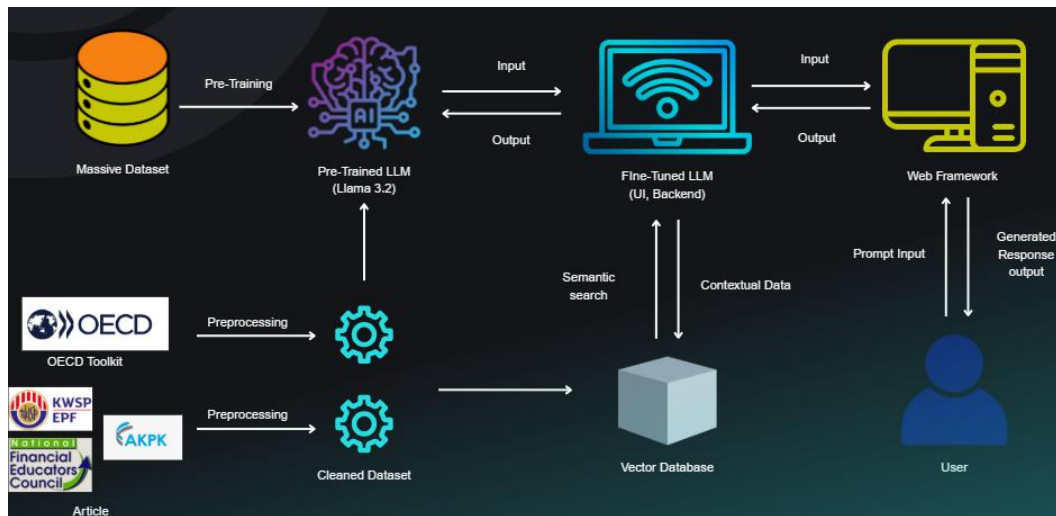 AI
Pre-Training
Input
Output
Input
Output
Massive Dataset
Pre-Trained LLM
(Llama 3.2)
FIne-Tuned LLM
(UI, Backend)
Web Framework
Semantic
search
Contextual Data
Prompt Input
Generated
Response
output
OECD
Preprocessing
OECD Toolkit
KWSP
EPF
AKPK
National
Financial
Educators
Council
Preprocessing
Article
Cleaned Dataset
Vector Database
User